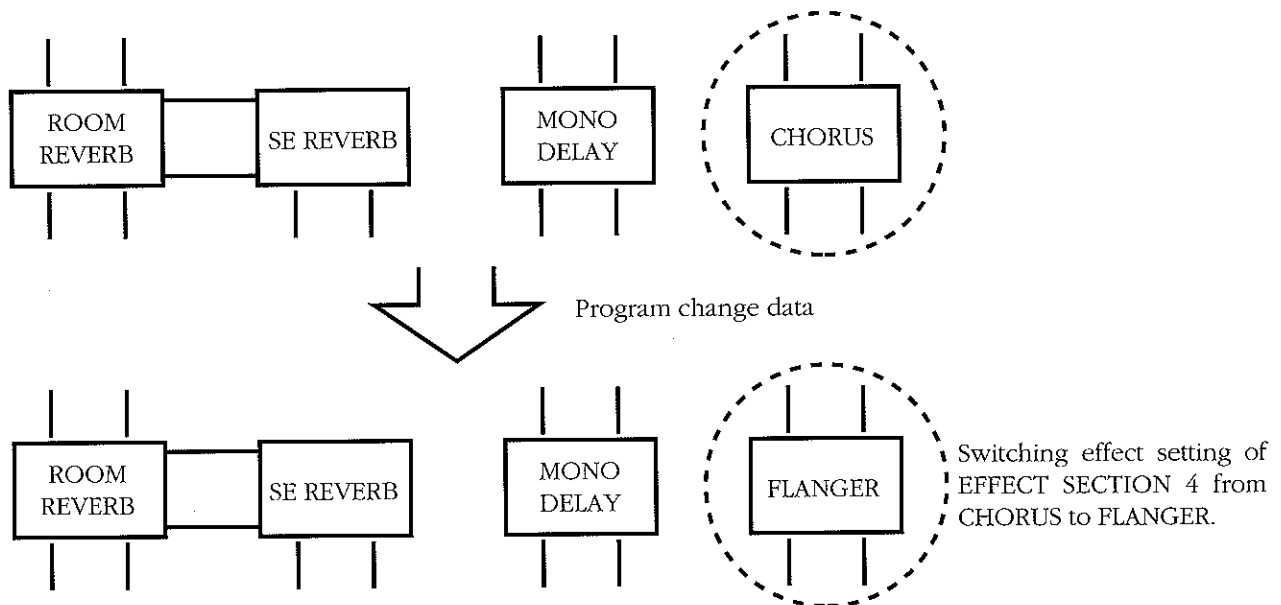 ROOM
REVERB
SE REVERB
MONO
DELAY
CHORUS
Program change data
ROOM
REVERB
SE REVERB
MONO
DELAY
FLANGER
Switching effect setting of
EFFECT SECTION 4 from
CHORUS to FLANGER.